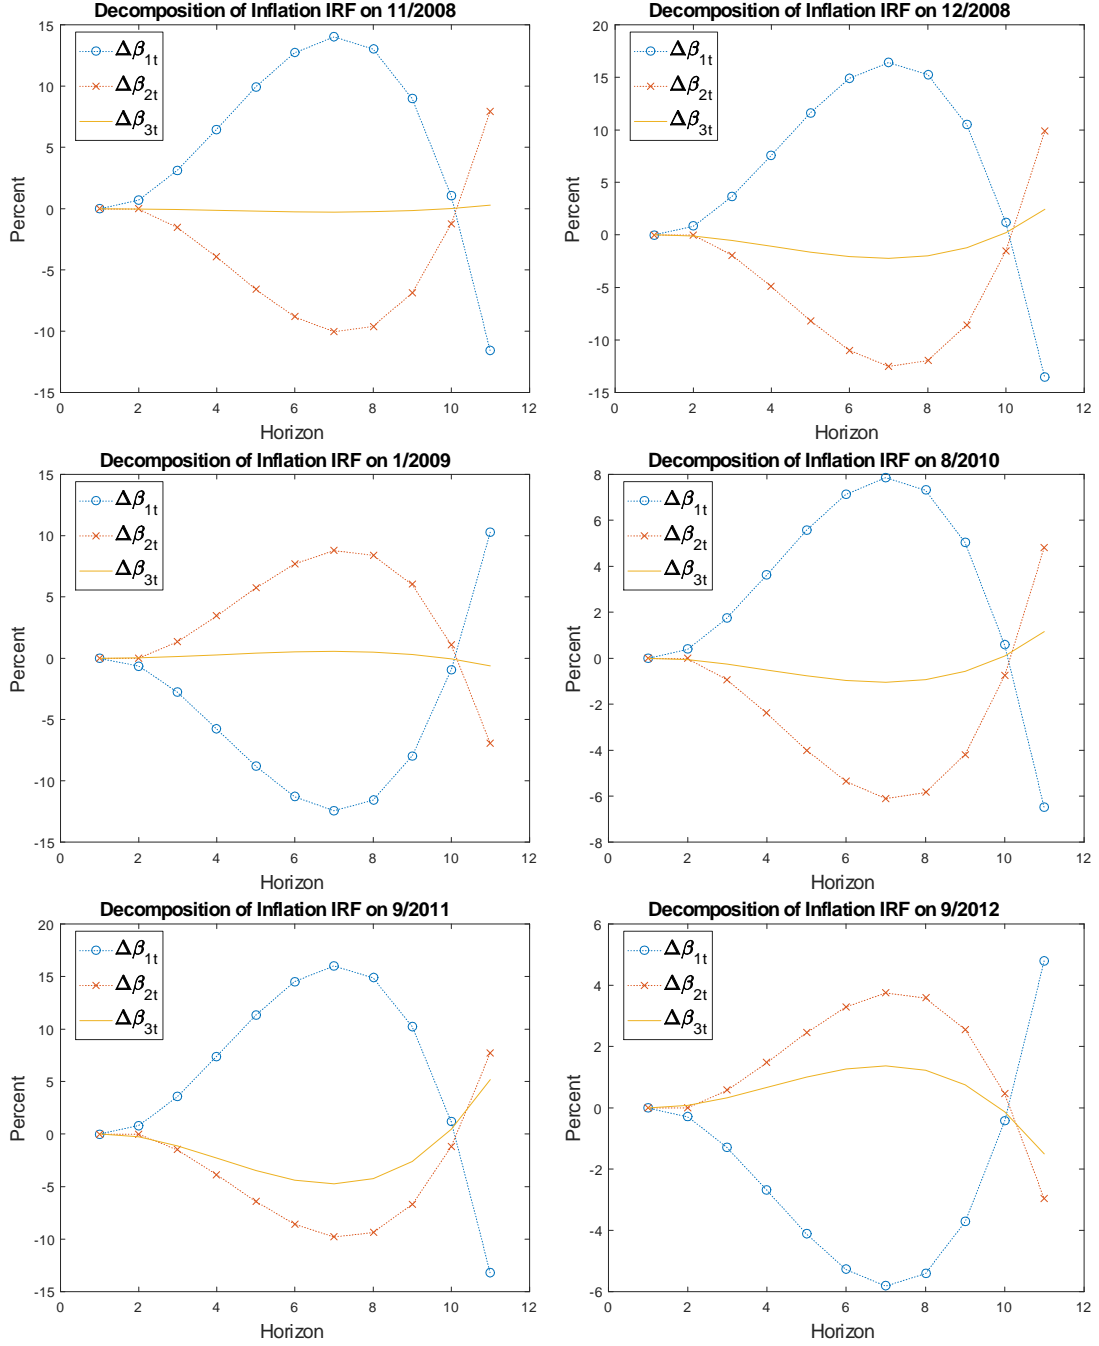 Decomposition of Inflation IRF on 11/2008
15
10
5
0
-5
-10
-15
Percent
Δβ1t
Δβ2t
Δβ3t
0 2 4 6 8 10 12
Horizon
Decomposition of Inflation IRF on 12/2008
20
15
10
5
0
-5
-10
-15
Percent
Δβ1t
Δβ2t
Δβ3t
0 2 4 6 8 10 12
Horizon
Decomposition of Inflation IRF on 1/2009
15
10
5
0
-5
-10
-15
Percent
Δβ1t
Δβ2t
Δβ3t
0 2 4 6 8 10 12
Horizon
Decomposition of Inflation IRF on 8/2010
8
6
4
2
0
-2
-4
-6
-8
Percent
Δβ1t
Δβ2t
Δβ3t
0 2 4 6 8 10 12
Horizon
Decomposition of Inflation IRF on 9/2011
20
15
10
5
0
-5
-10
-15
Percent
Δβ1t
Δβ2t
Δβ3t
0 2 4 6 8 10 12
Horizon
Decomposition of Inflation IRF on 9/2012
6
4
2
0
-2
-4
-6
Percent
Δβ1t
Δβ2t
Δβ3t
0 2 4 6 8 10 12
Horizon